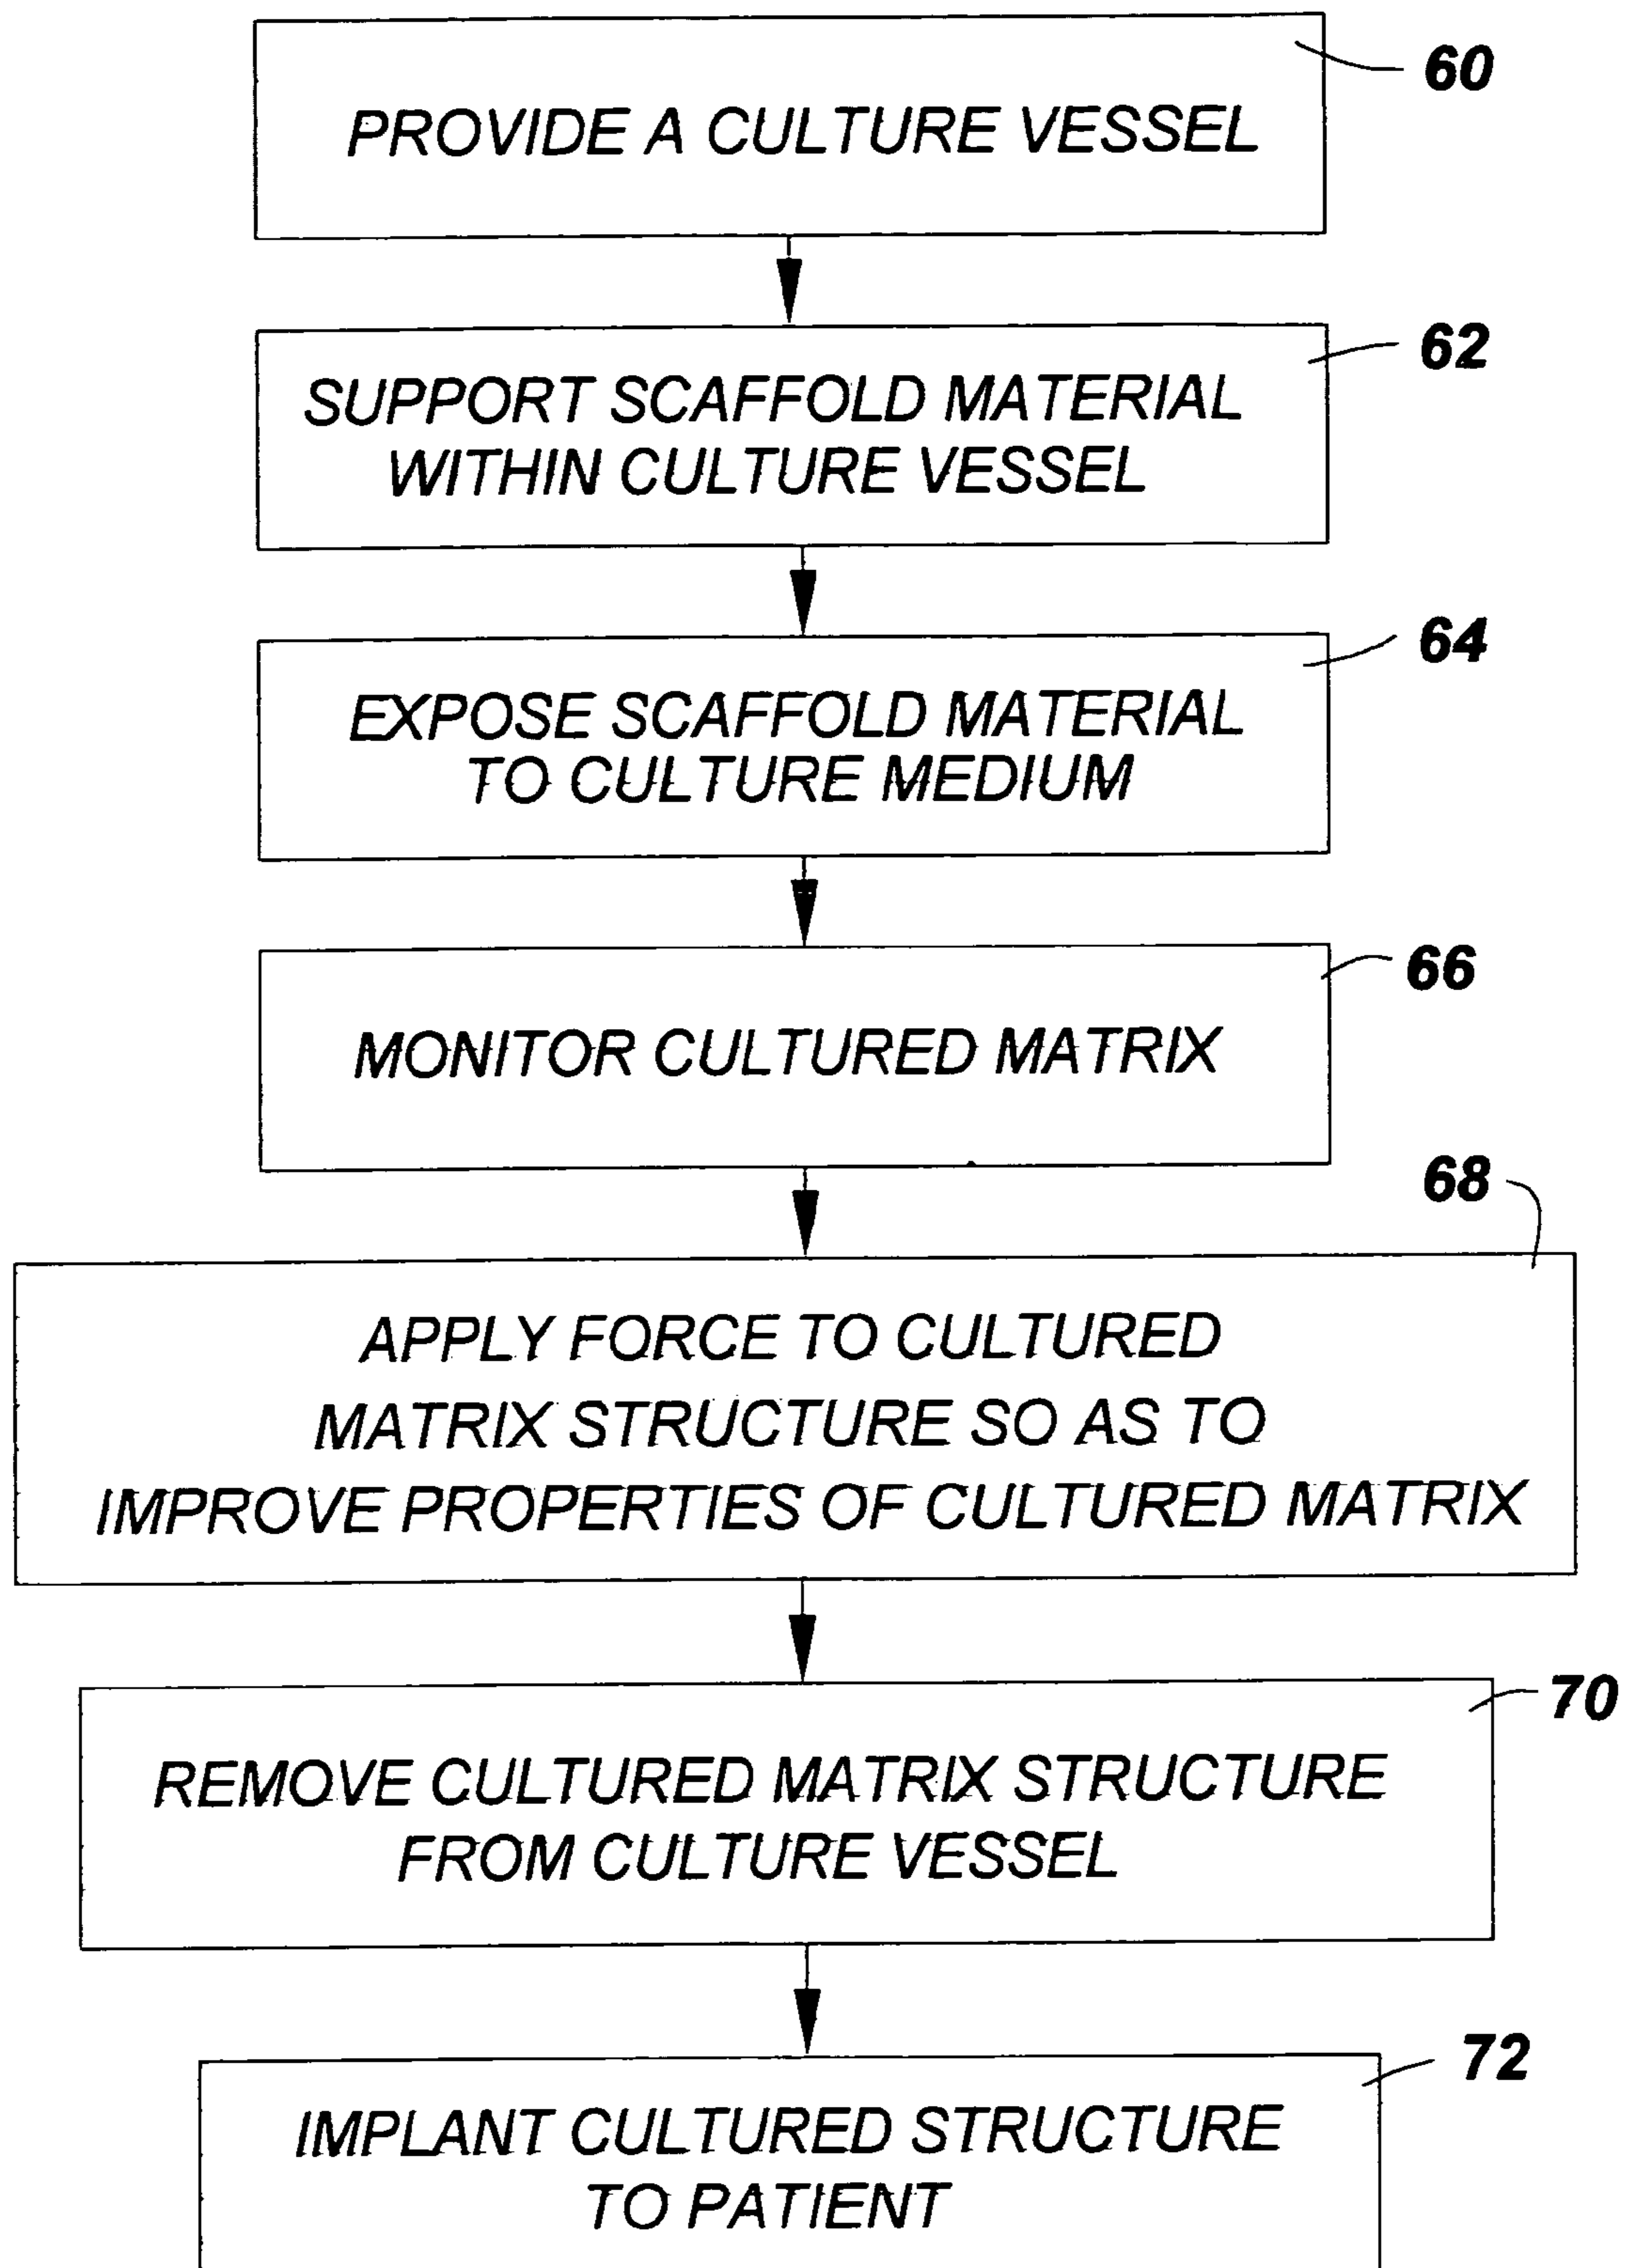 60
PROVIDE A CULTURE VESSEL
62
SUPPORT SCAFFOLD MATERIAL
WITHIN CULTURE VESSEL
64
EXPOSE SCAFFOLD MATERIAL
TO CULTURE MEDIUM
66
MONITOR CULTURED MATRIX
68
APPLY FORCE TO CULTURED
MATRIX STRUCTURE SO AS TO
IMPROVE PROPERTIES OF CULTURED MATRIX
70
REMOVE CULTURED MATRIX STRUCTURE
FROM CULTURE VESSEL
72
IMPLANT CULTURED STRUCTURE
TO PATIENT